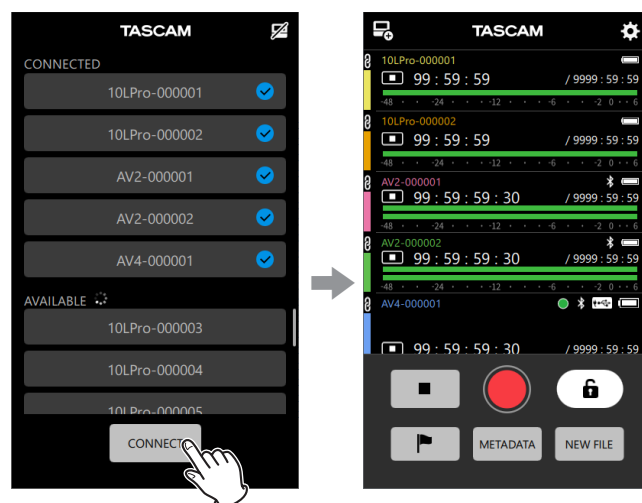 TASCAM
CONNECTED
10LPro-000001
10LPro-000002
AV2-000001
AV2-000002
AV4-000001
AVAILABLE
10LPro-000003
10LPro-000004
10LPro-000005
CONNECT
TASCAM
10LPro-000001
99 : 59 : 59 / 9999 : 59 : 59
-48 · · -24 · · · -12 · · · -6 · · -2 0 · · 6
10LPro-000002
99 : 59 : 59 / 9999 : 59 : 59
-48 · · -24 · · · -12 · · · -6 · · -2 0 · · 6
AV2-000001
99 : 59 : 59 : 30 / 9999 : 59 : 59
-48 · · -24 · · · -12 · · · -6 · · -2 0 · · 6
AV2-000002
99 : 59 : 59 : 30 / 9999 : 59 : 59
-48 · · -24 · · · -12 · · · -6 · · -2 0 · · 6
AV4-000001
99 : 59 : 59 : 30 / 9999 : 59 : 59
METADATA
NEW FILE